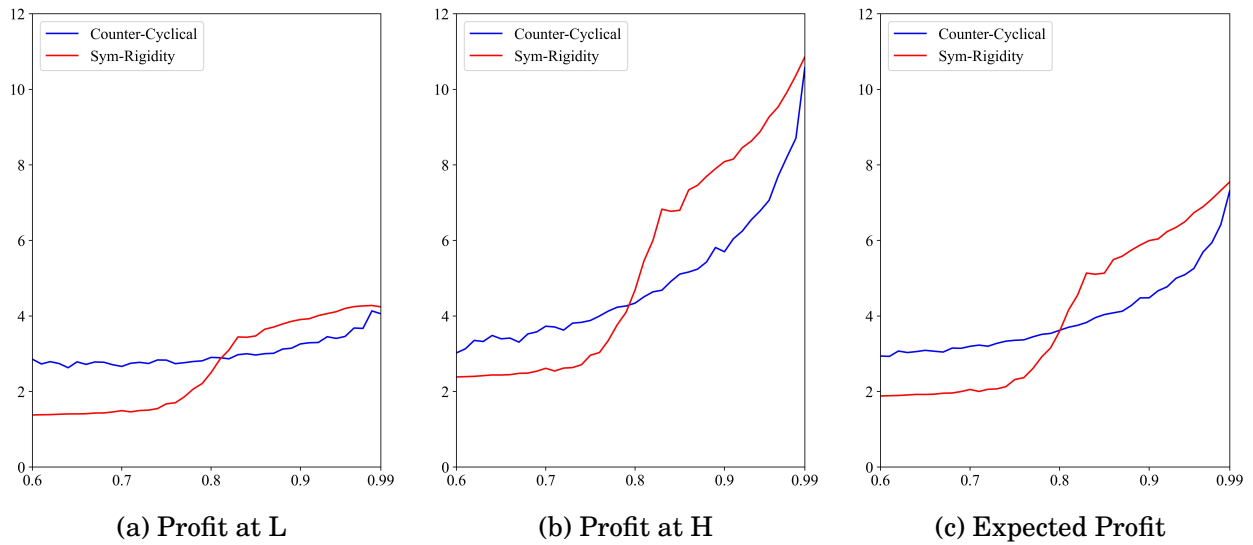 12
10
8
6
4
2
0
0.6 0.7 0.8 0.9 0.99
Counter-Cyclical
Sym-Rigidity
(a) Profit at L
12
10
8
6
4
2
0
0.6 0.7 0.8 0.9 0.99
Counter-Cyclical
Sym-Rigidity
(b) Profit at H
12
10
8
6
4
2
0
0.6 0.7 0.8 0.9 0.99
Counter-Cyclical
Sym-Rigidity
(c) Expected Profit